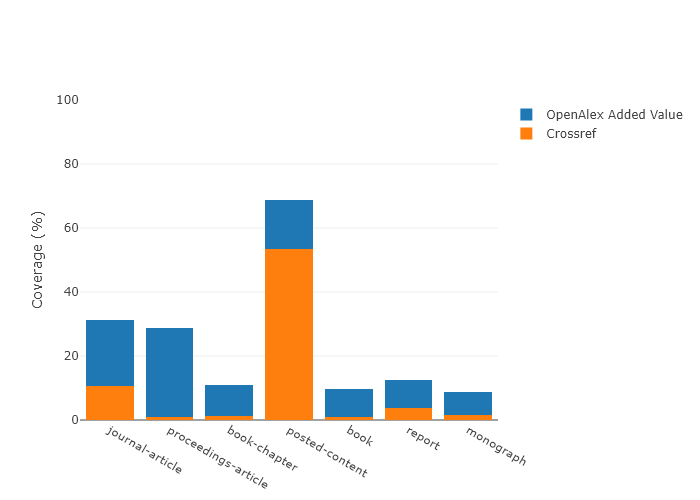 100
80
60
40
20
0
Coverage (%)
journal-article
proceedings-article
book-chapter
posted-content
book
report
monograph
OpenAlex Added Value
Crossref